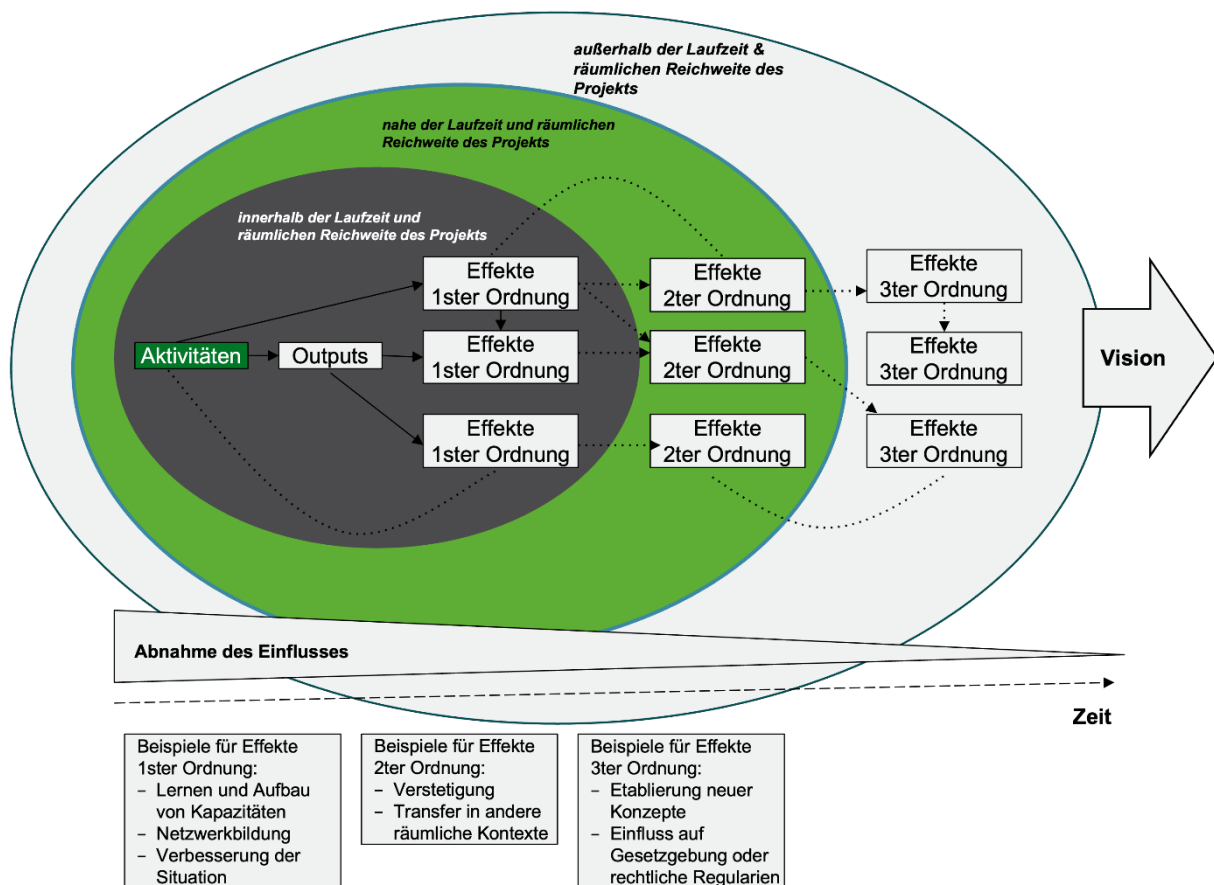 außerhalb der Laufzeit &
räumlichen Reichweite des
Projekts
nahe der Laufzeit und räumlichen
Reichweite des Projekts
innerhalb der Laufzeit und
räumlichen Reichweite des Projekts
Effekte
1ster Ordnung
Effekte
2ter Ordnung
Effekte
3ter Ordnung
Aktivitäten
Outputs
Effekte
1ster Ordnung
Effekte
2ter Ordnung
Effekte
3ter Ordnung
Vision
Effekte
1ster Ordnung
Effekte
2ter Ordnung
Effekte
3ter Ordnung
Abnahme des Einflusses
Zeit
Beispiele für Effekte
1ster Ordnung:
– Lernen und Aufbau
von Kapazitäten
– Netzwerkbildung
– Verbesserung der
Situation
Beispiele für Effekte
2ter Ordnung:
– Verstetigung
– Transfer in andere
räumliche Kontexte
Beispiele für Effekte
3ter Ordnung:
– Etablierung neuer
Konzepte
– Einfluss auf
Gesetzgebung oder
rechtliche Regularien